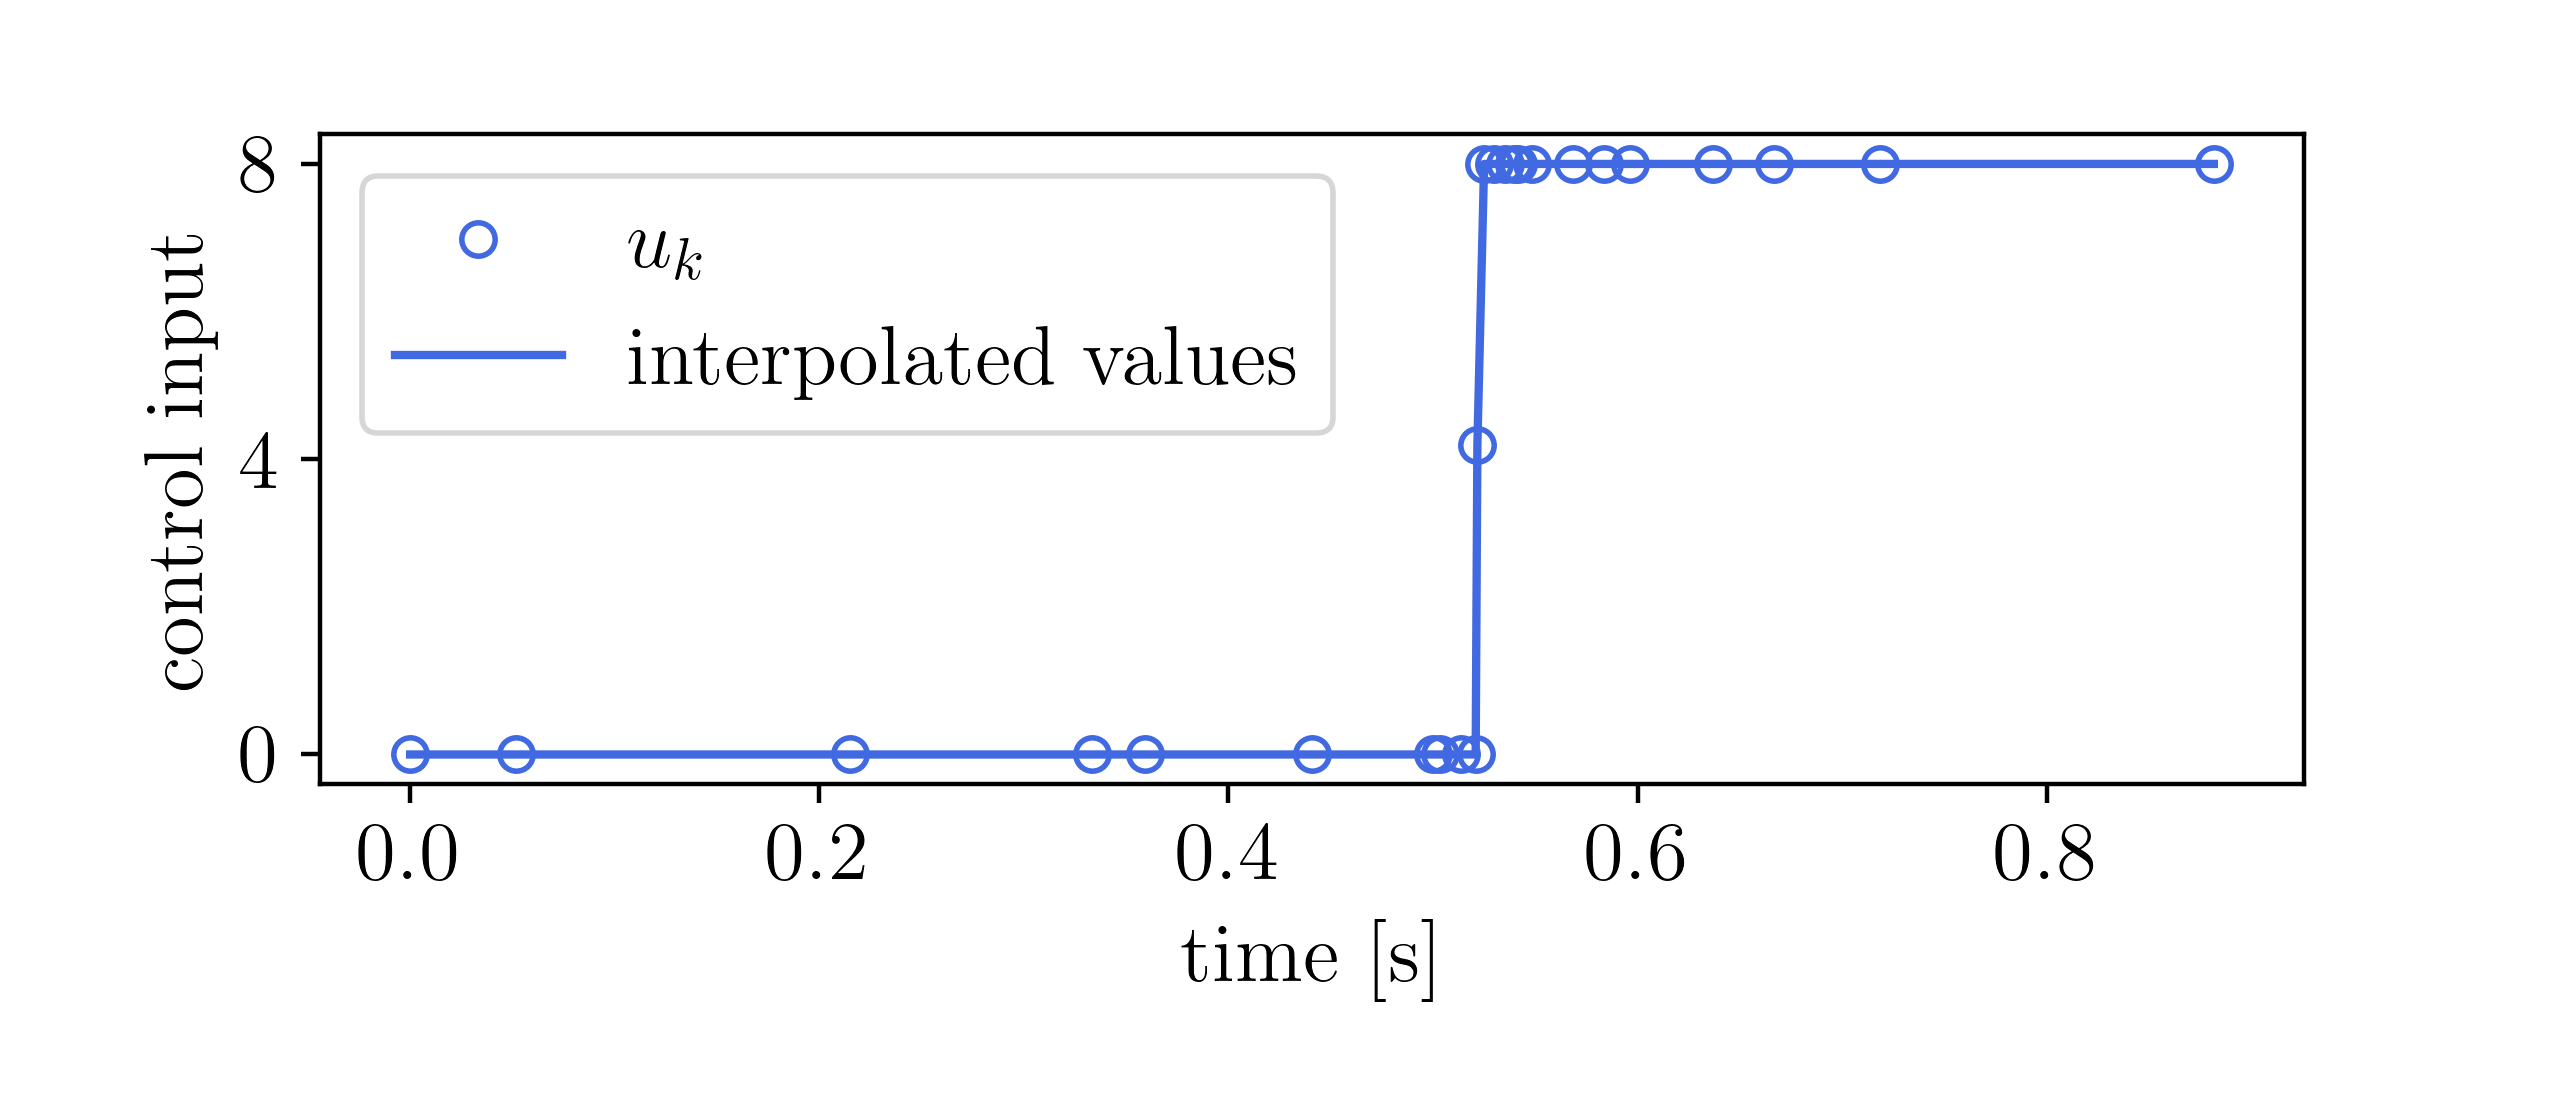 8
4
0
control input
u_k
interpolated values
0.0 0.2 0.4 0.6 0.8
time [s]